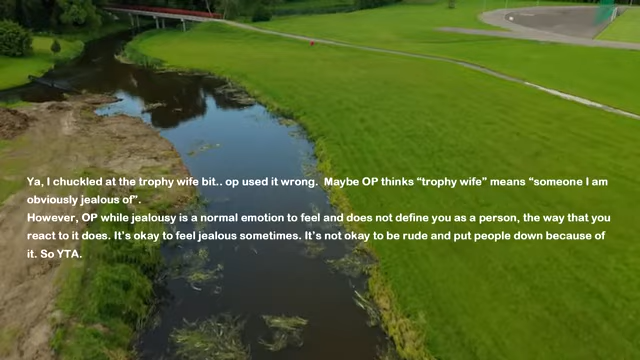 Ya, I chuckled at the trophy wife bit.. op used it wrong.  Maybe OP thinks “trophy wife” means “someone I am
obviously jealous of”.
However, OP while jealousy is a normal emotion to feel and does not define you as a person, the way that you
react to it does. It’s okay to feel jealous sometimes. It’s not okay to be rude and put people down because of
it. So YTA.